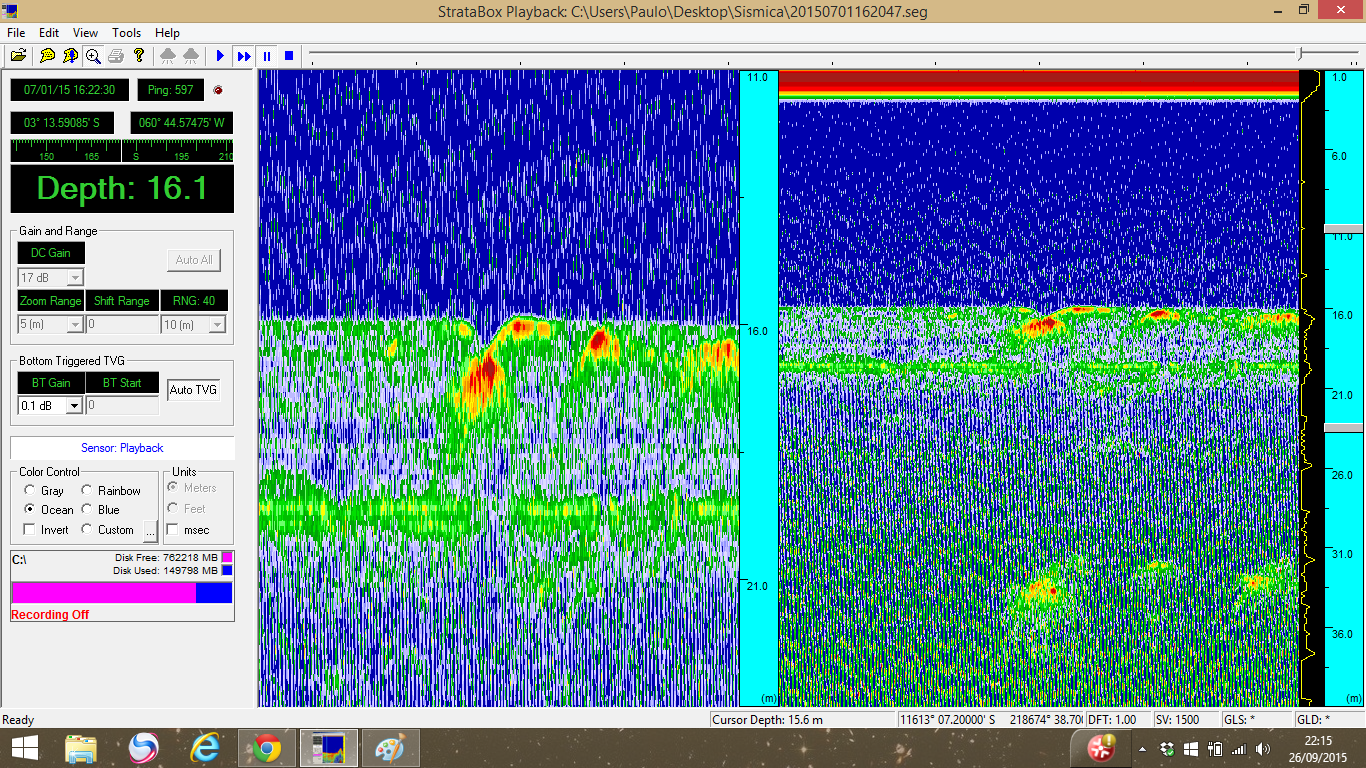 StrataBox Playback: C:\Users\Paulo\Desktop\Sismica\20150701162047.seg
File Edit View Tools Help
07/01/15 16:22:30 Ping: 597
03° 13.59085' S 060° 44.57475' W
150 165 S 195 210
Depth: 16.1
Gain and Range
DC Gain
Auto All
17 dB
Zoom Range Shift Range RNG: 40
5 (m) 0 10 (m)
Bottom Triggered TVG
BT Gain BT Start
Auto TVG
0.1 dB 0
Sensor: Playback
Color Control Units
Gray Rainbow Meters
Ocean Blue Feet
Invert Custom ... msec
C:\ Disk Free: 762218 MB
Disk Used: 149798 MB
Recording Off
11.0
16.0
21.0
(m)
1.0
6.0
11.0
16.0
21.0
26.0
31.0
36.0
(m)
Ready Cursor Depth: 15.6 m 11613° 07.20000' S 218674° 38.700 DFT: 1.00 SV: 1500 GLS: * GLD: *
22:15
26/09/2015